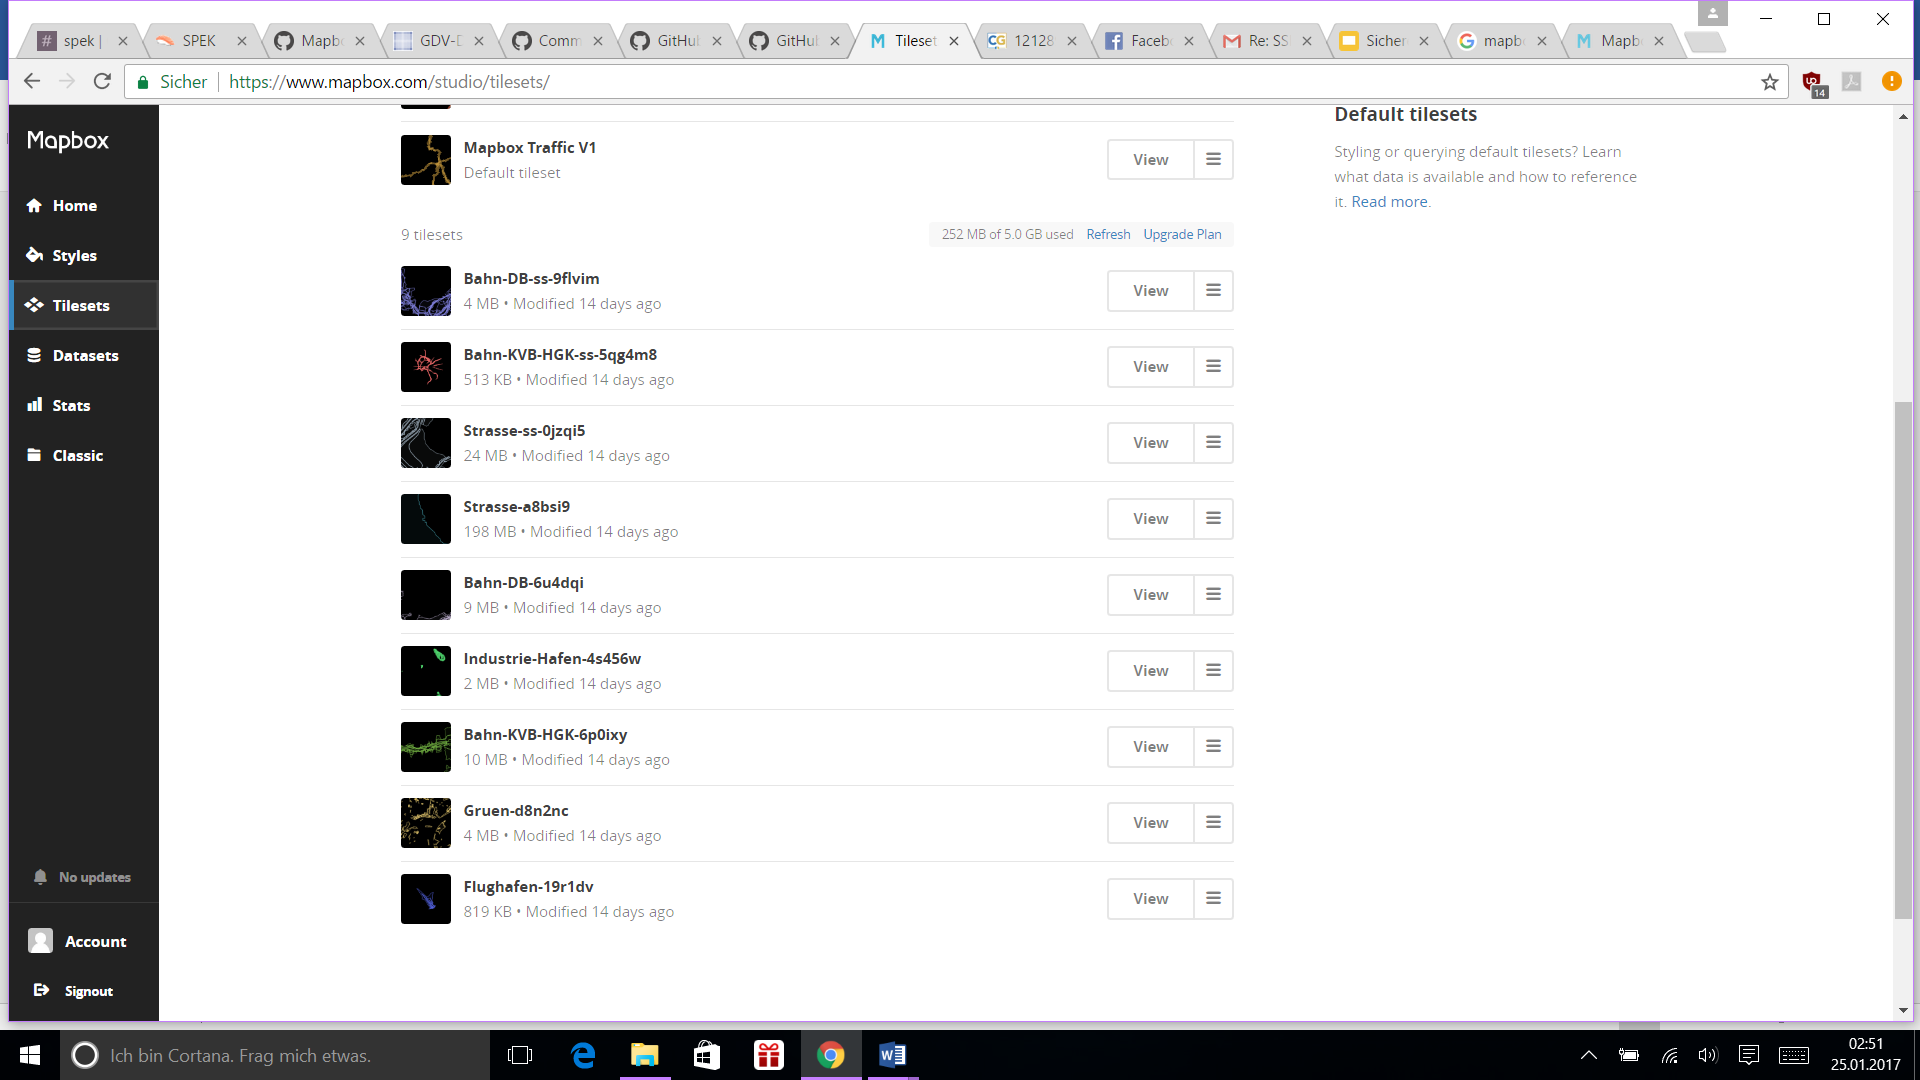 spek |
SPEK
Mapb
GDV-D
Comm
GitHu
GitHu
Tileset
12128
Faceb
Re: SS
Sicher
mapb
Mapb
Sicher
https://www.mapbox.com/studio/tilesets/
14
Mapbox
Home
Styles
Tilesets
Datasets
Stats
Classic
No updates
Account
Signout
Mapbox Traffic V1
Default tileset
View
9 tilesets
252 MB of 5.0 GB used Refresh Upgrade Plan
Bahn-DB-ss-9flvim
4 MB • Modified 14 days ago
View
Bahn-KVB-HGK-ss-5qg4m8
513 KB • Modified 14 days ago
View
Strasse-ss-0jzqi5
24 MB • Modified 14 days ago
View
Strasse-a8bsi9
198 MB • Modified 14 days ago
View
Bahn-DB-6u4dqi
9 MB • Modified 14 days ago
View
Industrie-Hafen-4s456w
2 MB • Modified 14 days ago
View
Bahn-KVB-HGK-6p0ixy
10 MB • Modified 14 days ago
View
Gruen-d8n2nc
4 MB • Modified 14 days ago
View
Flughafen-19r1dv
819 KB • Modified 14 days ago
View
Default tilesets
Styling or querying default tilesets? Learn
what data is available and how to reference
it. Read more.
Ich bin Cortana. Frag mich etwas.
02:51
25.01.2017